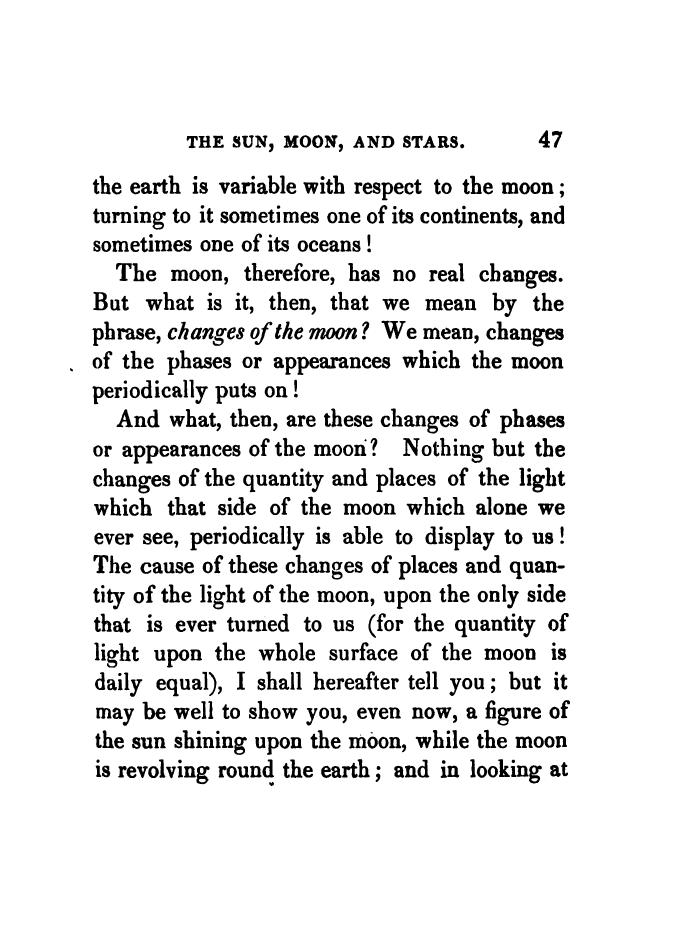 THE SUN, MOON, AND STARS. 47
the earth is variable with respect to the moon;
turning to it sometimes one of its continents, and
sometimes one of its oceans!
The moon, therefore, has no real changes.
But what is it, then, that we mean by the
phrase, changes of the moon? We mean, changes
of the phases or appearances which the moon
periodically puts on!
And what, then, are these changes of phases
or appearances of the moon? Nothing but the
changes of the quantity and places of the light
which that side of the moon which alone we
ever see, periodically is able to display to us!
The cause of these changes of places and quan-
tity of the light of the moon, upon the only side
that is ever turned to us (for the quantity of
light upon the whole surface of the moon is
daily equal), I shall hereafter tell you; but it
may be well to show you, even now, a figure of
the sun shining upon the moon, while the moon
is revolving round the earth; and in looking at